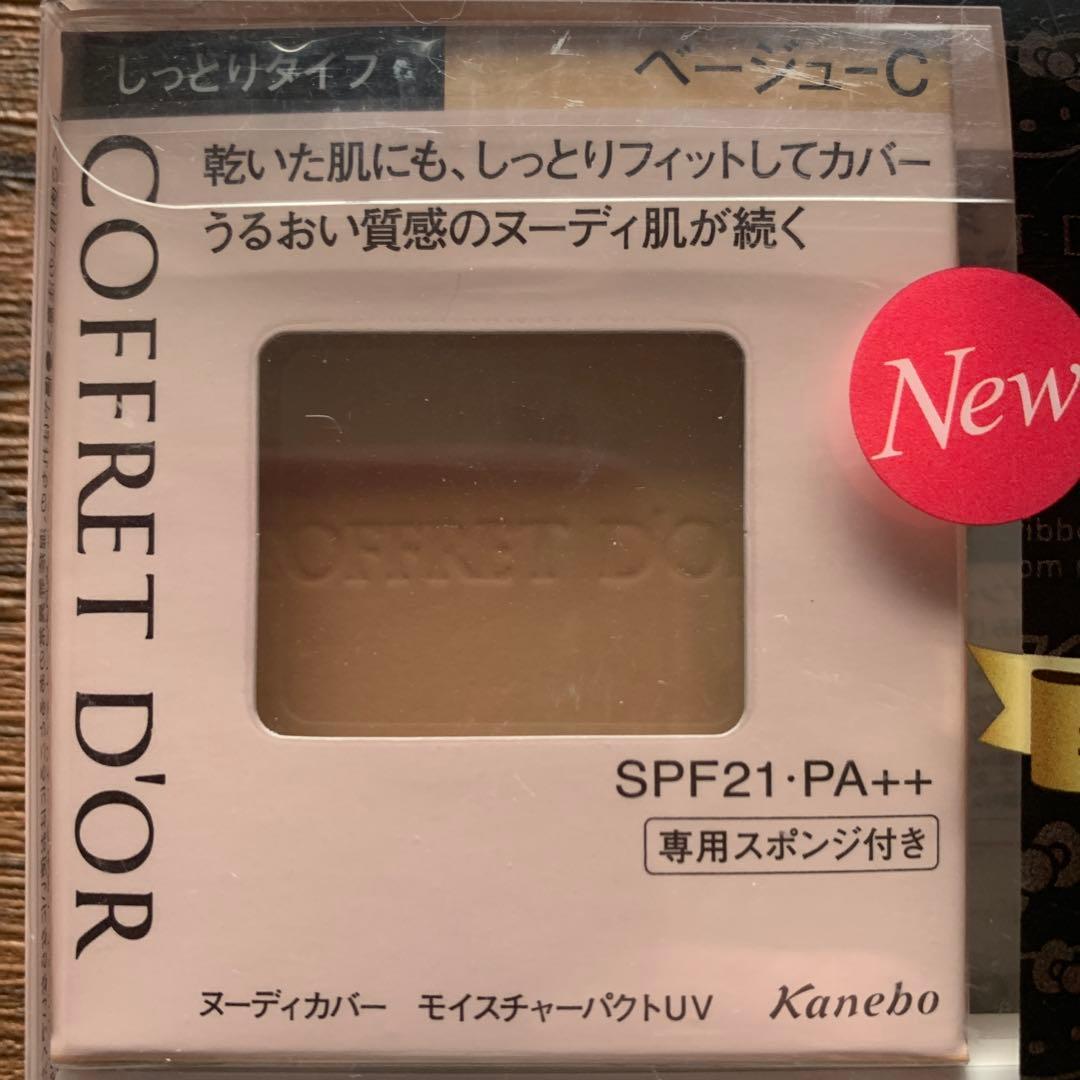 しっとりタイプ
ベージュ-C
乾いた肌にも、しっとりフィットしてカバー
うるおい質感のヌーディ肌が続く
COFFRET D'OR
New
OFFRET D'O
SPF21・PA++
専用スポンジ付き
ヌーディカバー モイスチャーパクトUV
Kanebo